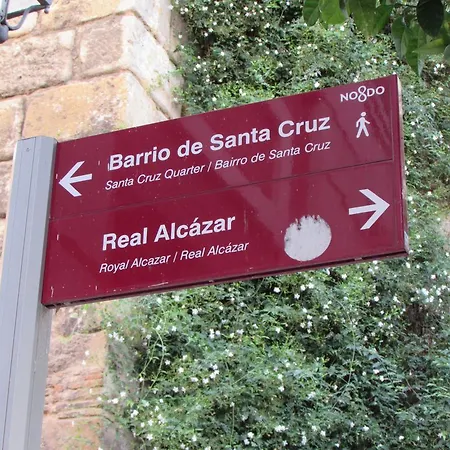 NO8DO
Barrio de Santa Cruz
Santa Cruz Quarter / Bairro de Santa Cruz
Real Alcázar
Royal Alcazar / Real Alcázar